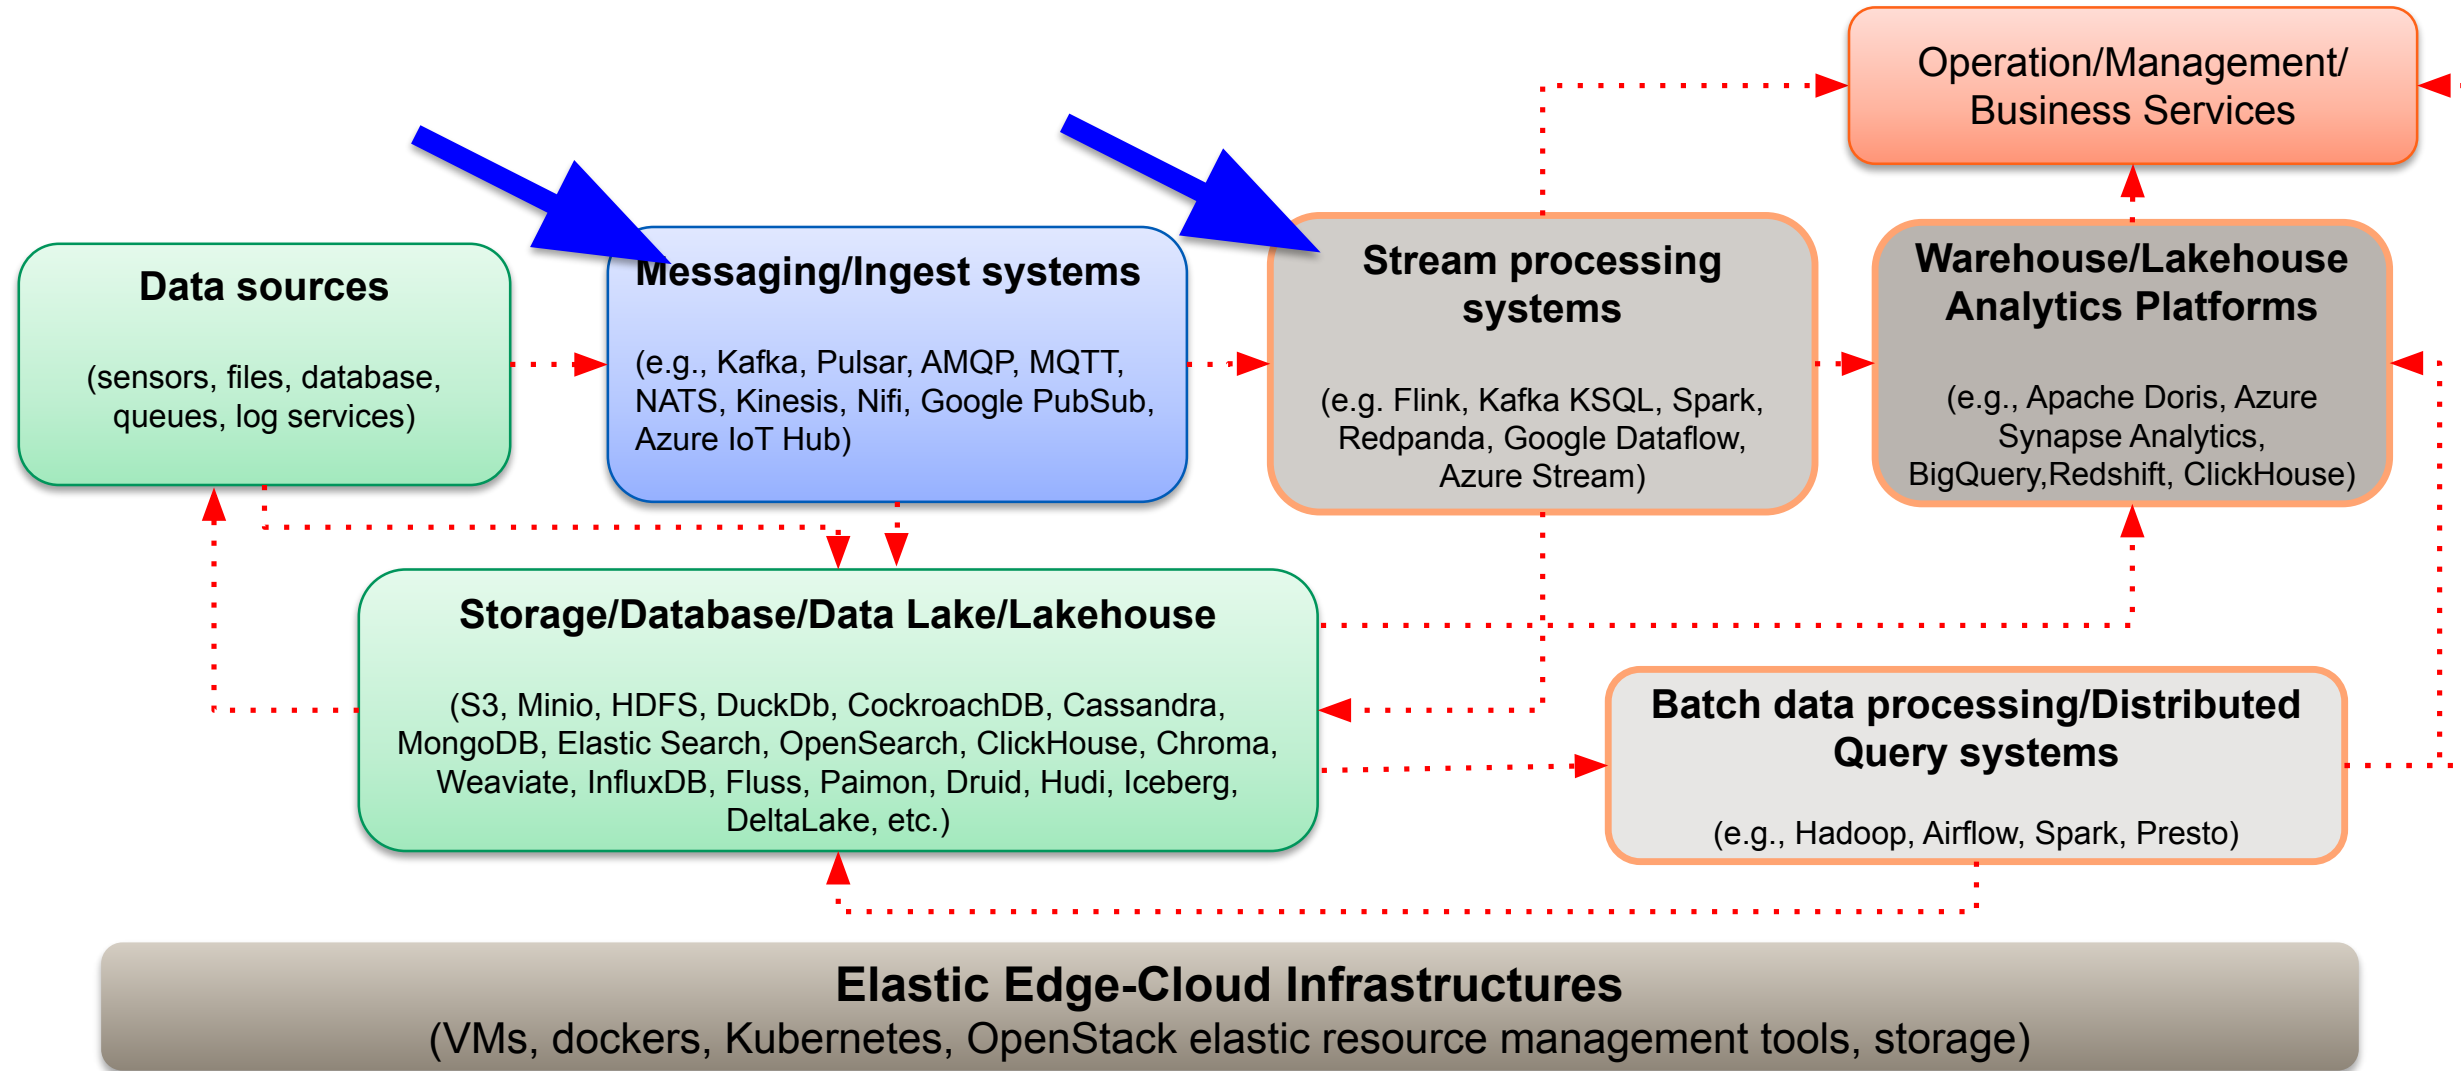 Operation/Management/
Business Services
Data sources
(sensors, files, database,
queues, log services)
Messaging/Ingest systems
(e.g., Kafka, Pulsar, AMQP, MQTT,
NATS, Kinesis, Nifi, Google PubSub,
Azure IoT Hub)
Stream processing
systems
(e.g. Flink, Kafka KSQL, Spark,
Redpanda, Google Dataflow,
Azure Stream)
Warehouse/Lakehouse
Analytics Platforms
(e.g., Apache Doris, Azure
Synapse Analytics,
BigQuery,Redshift, ClickHouse)
Storage/Database/Data Lake/Lakehouse
(S3, Minio, HDFS, DuckDb, CockroachDB, Cassandra,
MongoDB, Elastic Search, OpenSearch, ClickHouse, Chroma,
Weaviate, InfluxDB, Fluss, Paimon, Druid, Hudi, Iceberg,
DeltaLake, etc.)
Batch data processing/Distributed
Query systems
(e.g., Hadoop, Airflow, Spark, Presto)
Elastic Edge-Cloud Infrastructures
(VMs, dockers, Kubernetes, OpenStack elastic resource management tools, storage)